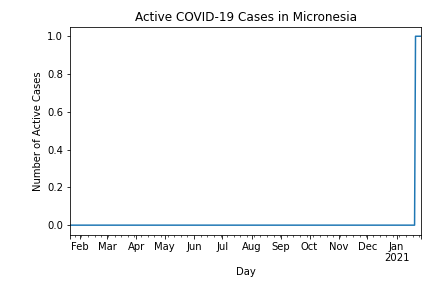 Active COVID-19 Cases in Micronesia
Number of Active Cases
1.0
0.8
0.6
0.4
0.2
0.0
Feb Mar Apr May Jun Jul Aug Sep Oct Nov Dec Jan
2021
Day